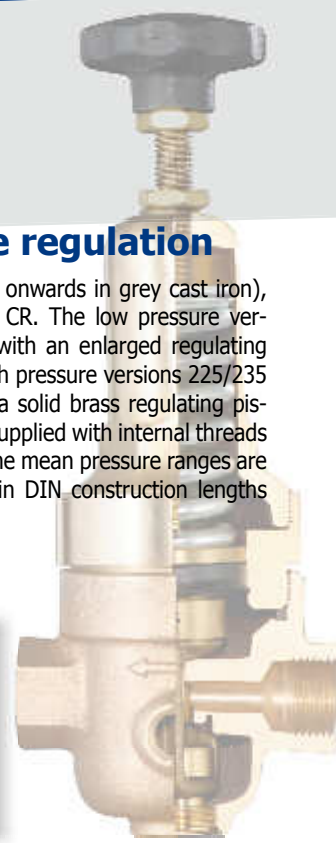 e regulation
onwards in grey cast iron),
CR. The low pressure ver-
with an enlarged regulating
h pressure versions 225/235
a solid brass regulating pis-
supplied with internal threads
he mean pressure ranges are
in DIN construction lengths